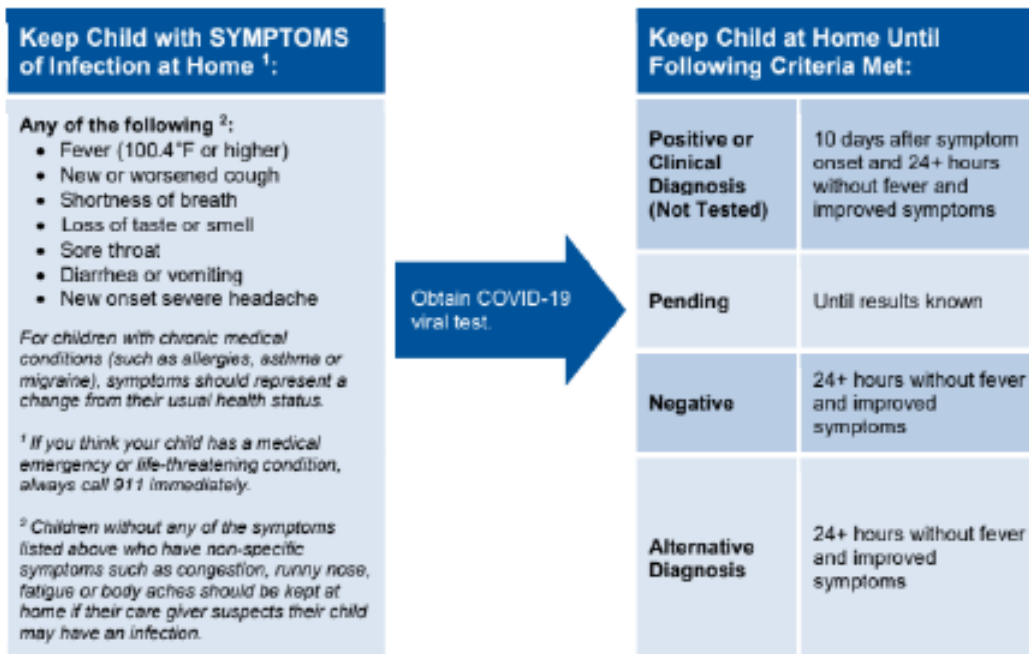 Keep Child with SYMPTOMS
of Infection at Home ¹:
Any of the following ²:
• Fever (100.4°F or higher)
• New or worsened cough
• Shortness of breath
• Loss of taste or smell
• Sore throat
• Diarrhea or vomiting
• New onset severe headache
For children with chronic medical
conditions (such as allergies, asthma or
migraine), symptoms should represent a
change from their usual health status.
¹ If you think your child has a medical
emergency or life-threatening condition,
always call 911 immediately.
² Children without any of the symptoms
listed above who have non-specific
symptoms such as congestion, runny nose,
fatigue or body aches should be kept at
home if their care giver suspects their child
may have an infection.
Obtain COVID-19
viral test.
Keep Child at Home Until
Following Criteria Met:
Positive or
Clinical
Diagnosis
(Not Tested)
10 days after symptom
onset and 24+ hours
without fever and
improved symptoms
Pending
Until results known
Negative
24+ hours without fever
and improved
symptoms
Alternative
Diagnosis
24+ hours without fever
and improved
symptoms